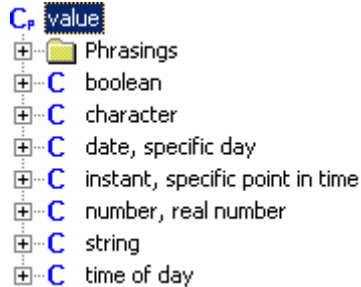 CP value
Phrasings
C boolean
C character
C date, specific day
C instant, specific point in time
C number, real number
C string
C time of day